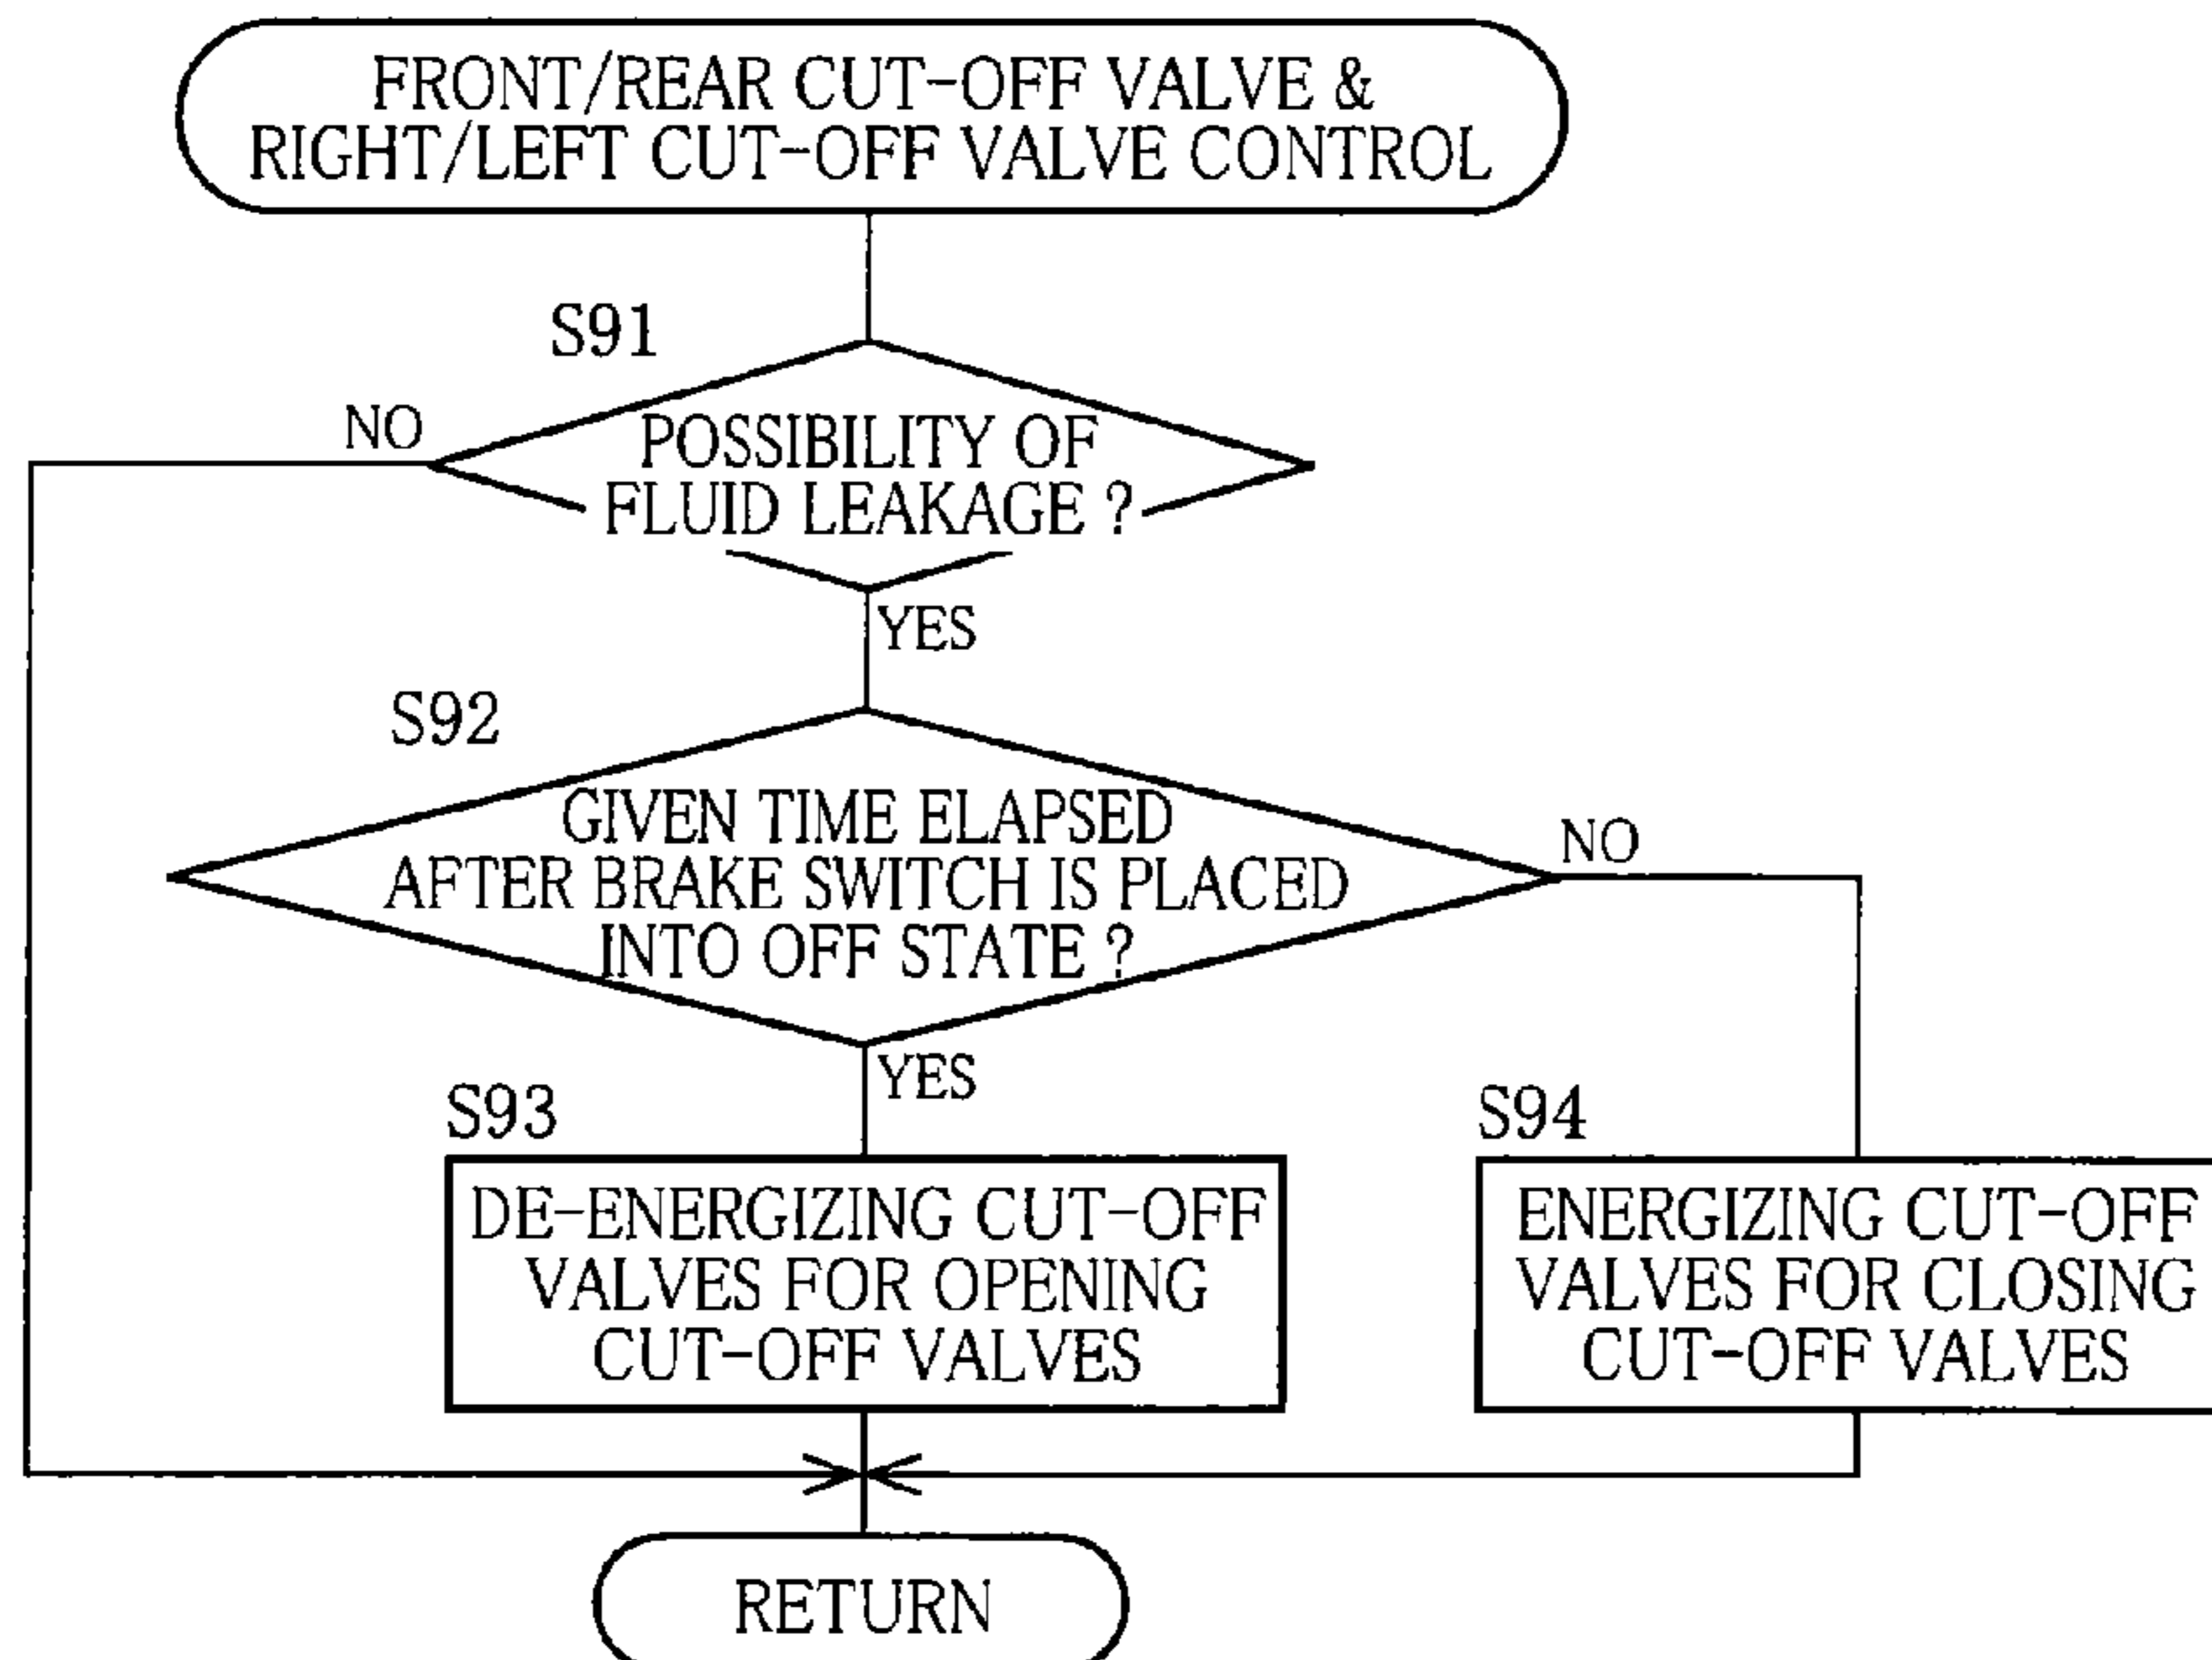 FRONT/REAR CUT-OFF VALVE &
RIGHT/LEFT CUT-OFF VALVE CONTROL
S91
NO
POSSIBILITY OF
FLUID LEAKAGE ?
YES
S92
GIVEN TIME ELAPSED
AFTER BRAKE SWITCH IS PLACED
INTO OFF STATE ?
NO
YES
S93
DE-ENERGIZING CUT-OFF
VALVES FOR OPENING
CUT-OFF VALVES
S94
ENERGIZING CUT-OFF
VALVES FOR CLOSING
CUT-OFF VALVES
RETURN